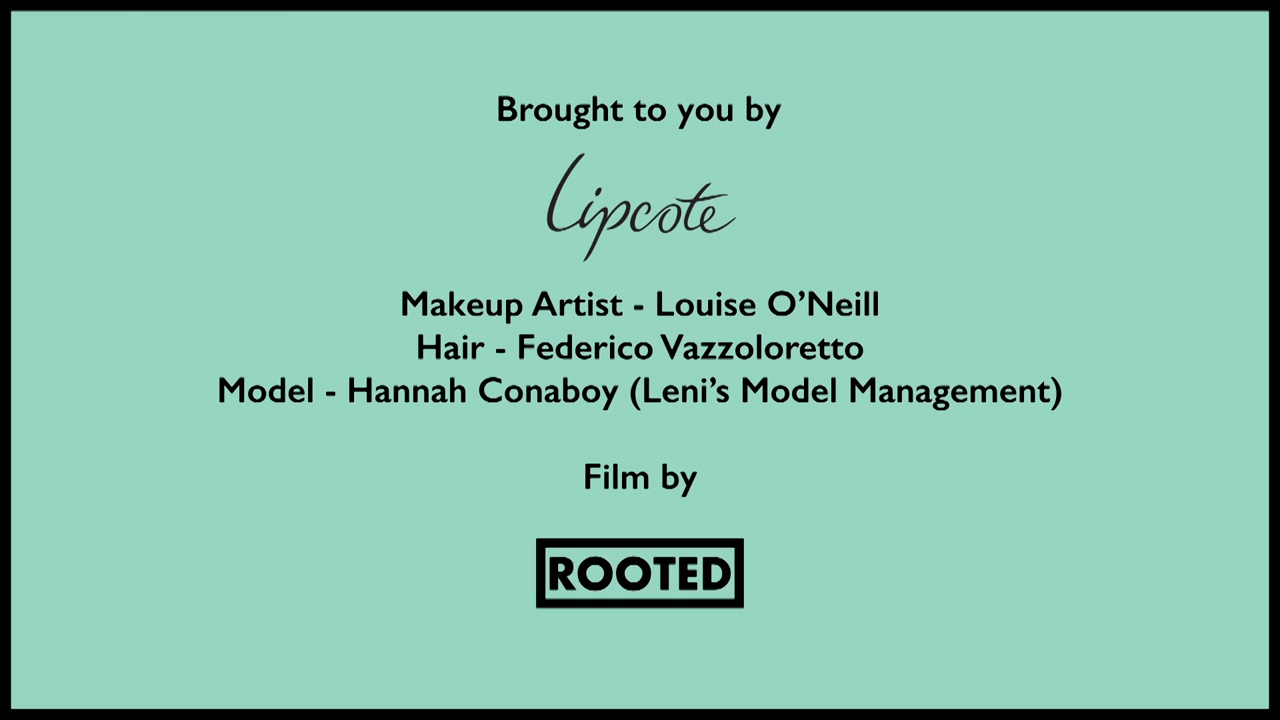 Brought to you by
Lipcote
Makeup Artist - Louise O’Neill
Hair - Federico Vazzoloretto
Model - Hannah Conaboy (Leni’s Model Management)
Film by
ROOTED